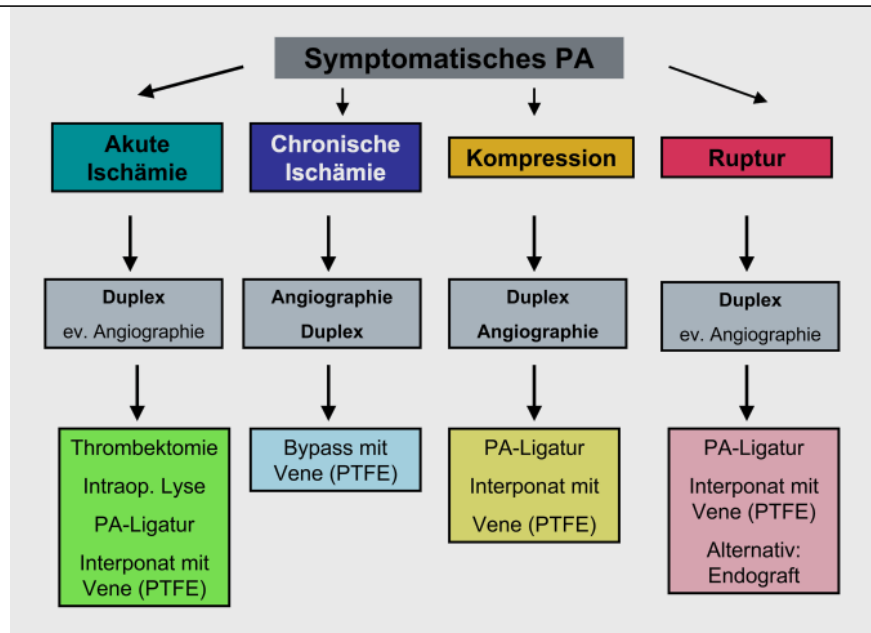 Symptomatisches PA
Akute
Ischämie
Chronische
Ischämie
Kompression
Ruptur
Duplex
ev. Angiographie
Angiographie
Duplex
Duplex
Angiographie
Duplex
ev. Angiographie
Thrombektomie
Intraop. Lyse
PA-Ligatur
Interponat mit
Vene (PTFE)
Bypass mit
Vene (PTFE)
PA-Ligatur
Interponat mit
Vene (PTFE)
PA-Ligatur
Interponat mit
Vene (PTFE)
Alternativ:
Endograft